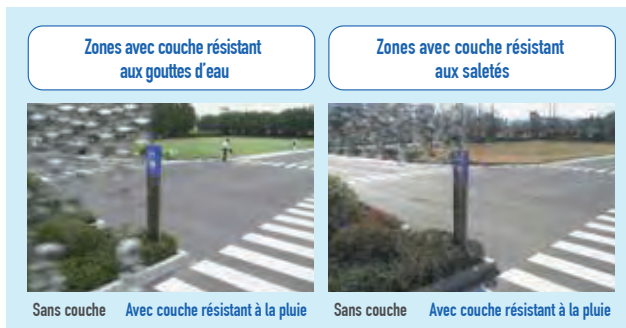 Zones avec couche résistant
aux gouttes d'eau
Zones avec couche résistant
aux saletés
Sans couche Avec couche résistant à la pluie
Sans couche Avec couche résistant à la pluie